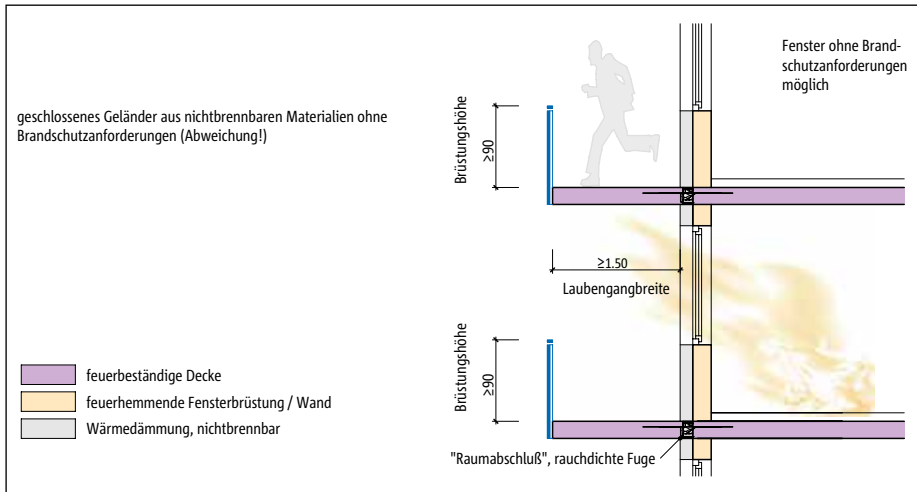 Fenster ohne Brand-
schutzanforderungen
möglich
geschlossenes Geländer aus nichtbrennbaren Materialien ohne
Brandschutzanforderungen (Abweichung!)
Brüstungshöhe
≥90
≥1.50
Laubengangbreite
Brüstungshöhe
≥90
feuerbeständige Decke
feuerhemmende Fensterbrüstung / Wand
Wärmedämmung, nichtbrennbar
"Raumabschluß", rauchdichte Fuge